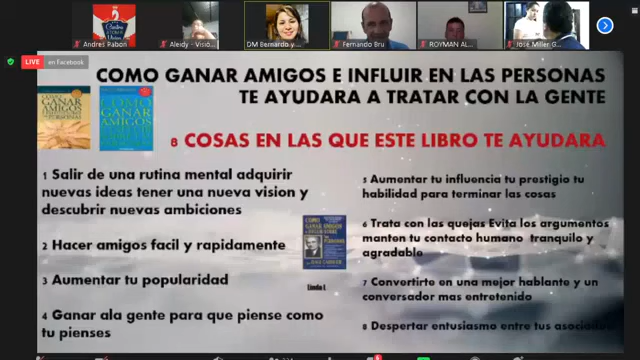 Andres Pabon
Aleidy - Visió...
DM Bernardo y ...
Fernando Bru
ROYMAN AL...
Jose Miller G...
LIVE en Facebook
COMO GANAR AMIGOS E INFLUIR EN LAS PERSONAS
TE AYUDARA A TRATAR CON LA GENTE
8 COSAS EN LAS QUE ESTE LIBRO TE AYUDARA
1 Salir de una rutina mental adquirir
nuevas ideas tener una nueva vision y
descubrir nuevas ambiciones
2 Hacer amigos facil y rapidamente
3 Aumentar tu popularidad
4 Ganar ala gente para que piense como
tu pienses
5 Aumentar tu influencia tu prestigio tu
habilidad para terminar las cosas
6 Trata con las quejas Evita los argumentos
manten tu contacto humano tranquilo y
agradable
7 Convertirte en una mejor hablante y un
conversador mas entretenido
8 Despertar entusiasmo entre tus asociados
COMO
GANAR
AMIGOS